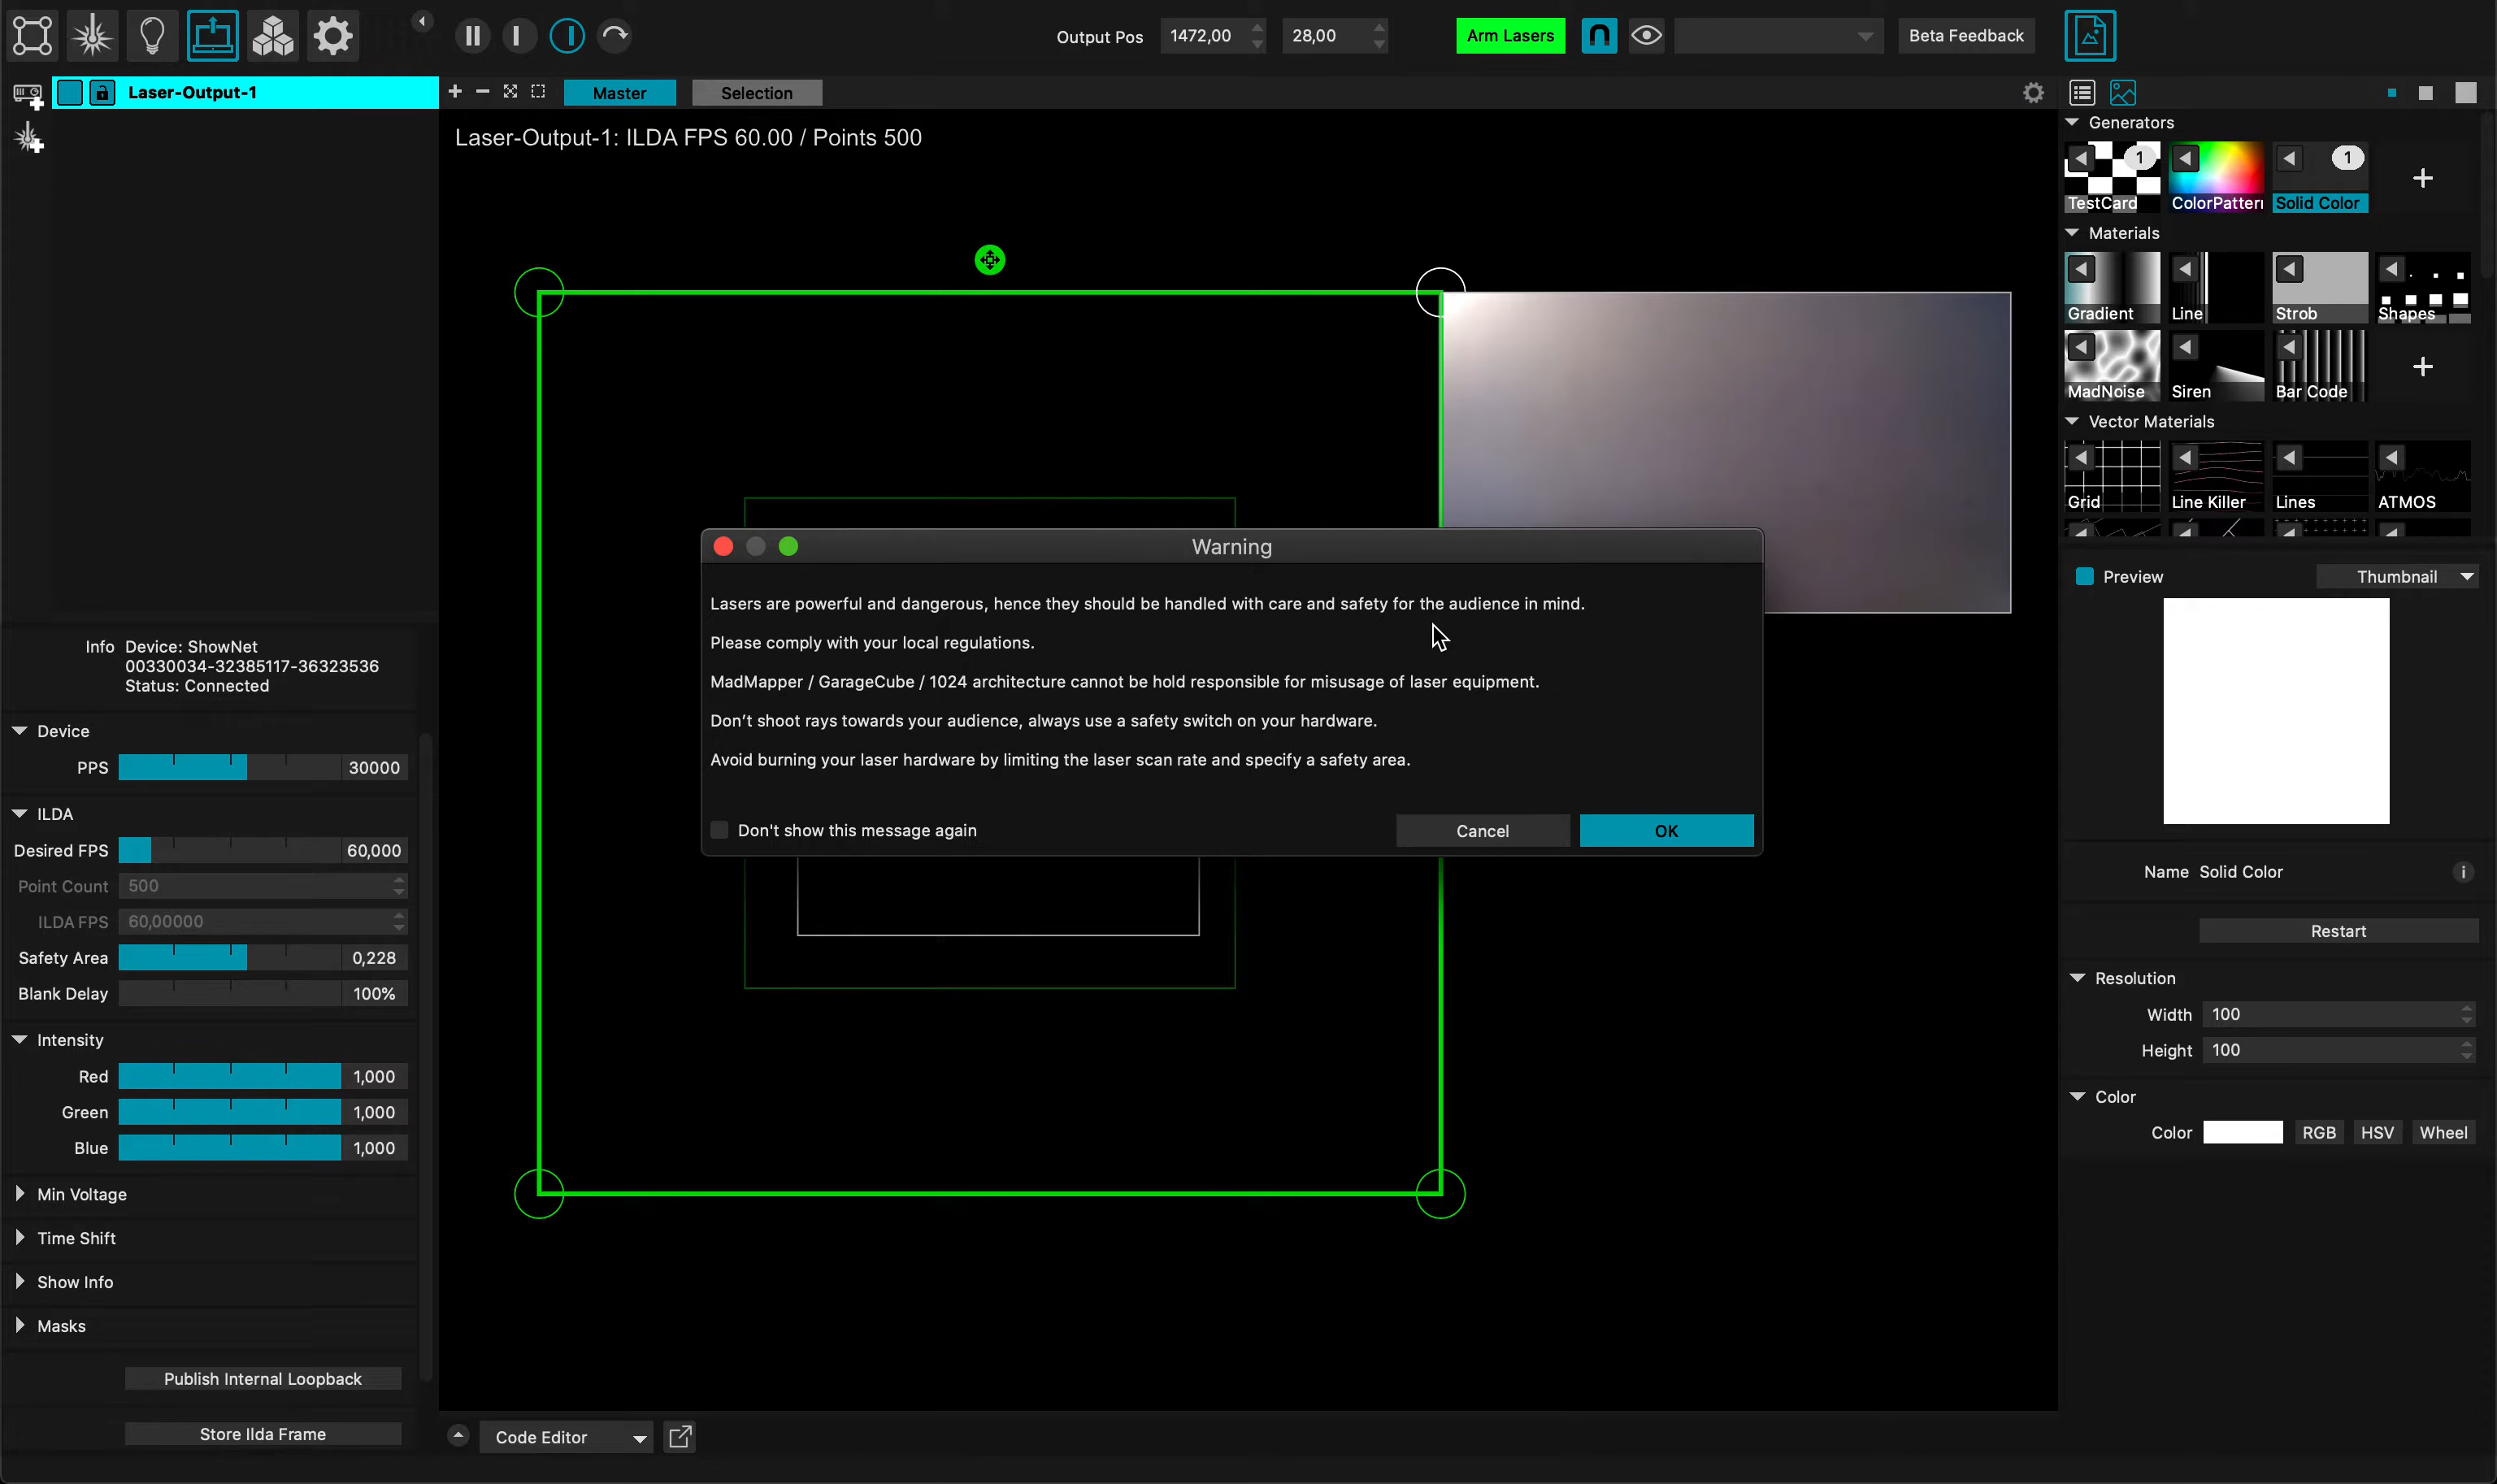 Output Pos 1472,00 28,00 Arm Lasers Beta Feedback
Laser-Output-1
Master Selection
Laser-Output-1: ILDA FPS 60.00 / Points 500
Generators
1 1
TestCard ColorPattern Solid Color
Materials
Gradient Line Strob Shapes
MadNoise Siren Bar Code
Vector Materials
Grid Line Killer Lines ATMOS
Warning
Lasers are powerful and dangerous, hence they should be handled with care and safety for the audience in mind.
Please comply with your local regulations.
MadMapper / GarageCube / 1024 architecture cannot be hold responsible for misusage of laser equipment.
Don't shoot rays towards your audience, always use a safety switch on your hardware.
Avoid burning your laser hardware by limiting the laser scan rate and specify a safety area.
Don't show this message again
Cancel OK
Info Device: ShowNet
00330034-32385117-36323536
Status: Connected
Device
PPS 30000
ILDA
Desired FPS 60,000
Point Count 500
ILDA FPS 60,00000
Safety Area 0,228
Blank Delay 100%
Intensity
Red 1,000
Green 1,000
Blue 1,000
Min Voltage
Time Shift
Show Info
Masks
Publish Internal Loopback
Store Ilda Frame
Code Editor
Preview Thumbnail
Name Solid Color i
Restart
Resolution
Width 100
Height 100
Color
Color RGB HSV Wheel